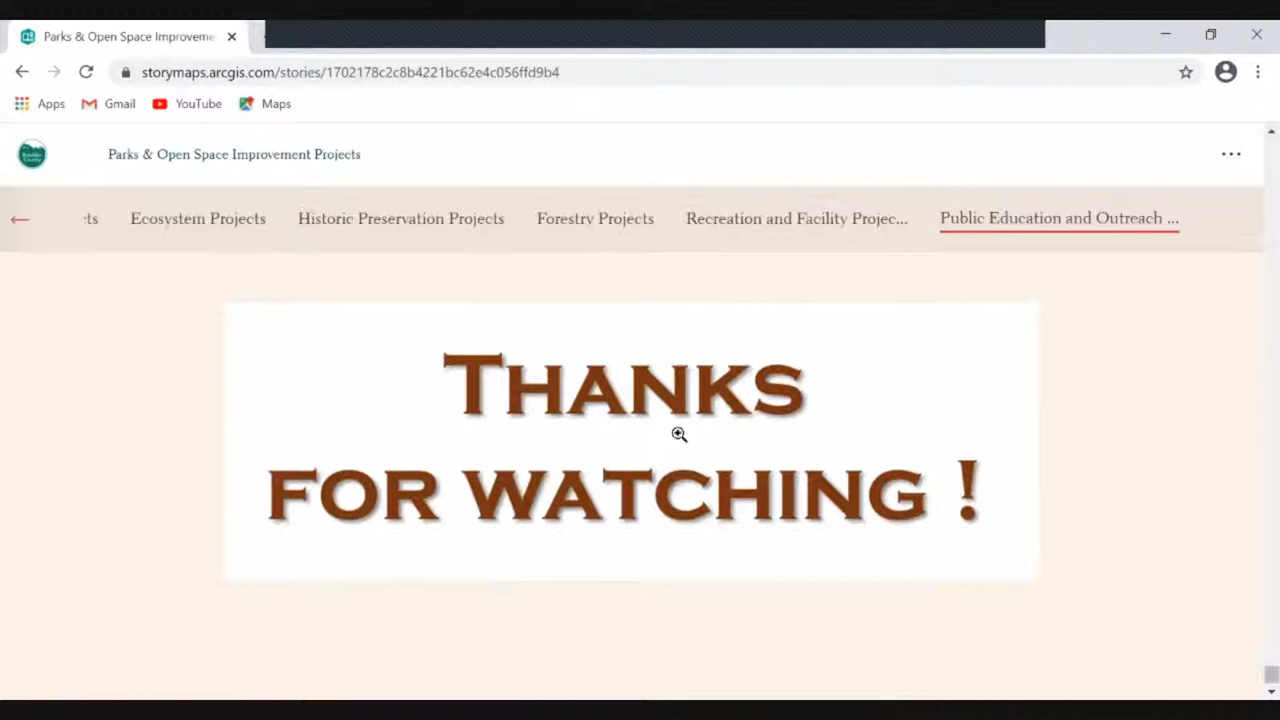 Parks & Open Space Improveme
storymaps.arcgis.com/stories/1702178c2c8b4221bc62e4c056ffd9b4
Apps Gmail YouTube Maps
Parks & Open Space Improvement Projects
ts Ecosystem Projects Historic Preservation Projects Forestry Projects Recreation and Facility Projec... Public Education and Outreach ...
THANKS
FOR WATCHING !